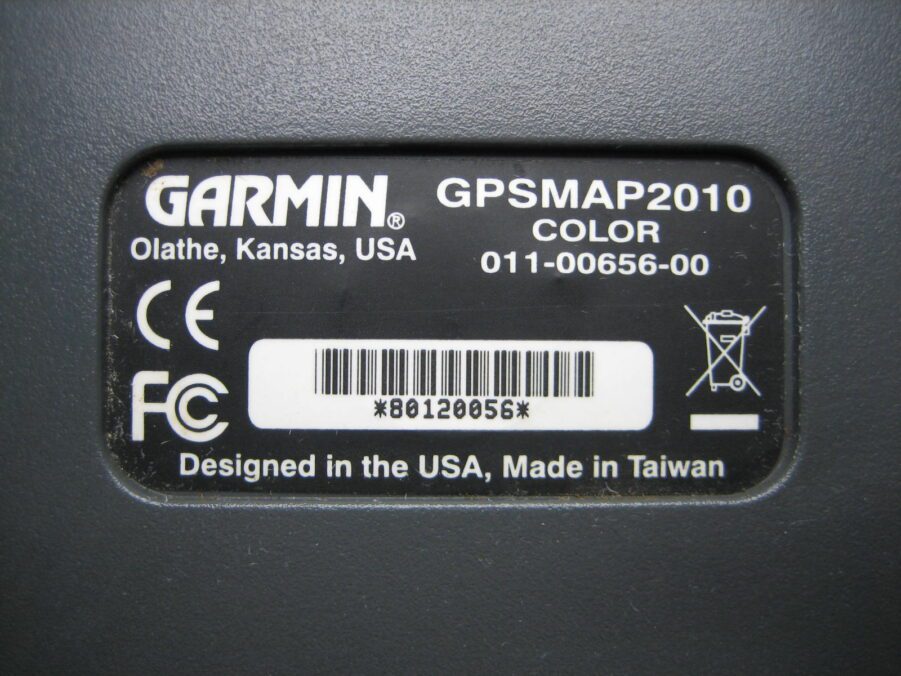 GARMIN®
Olathe, Kansas, USA
GPSMAP2010
COLOR
011-00656-00
CE
FC
*80120056*
Designed in the USA, Made in Taiwan